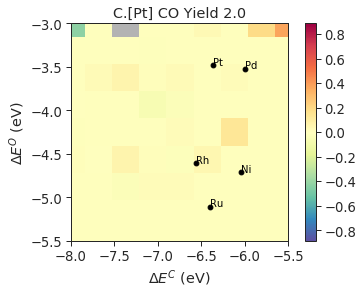 C.[Pt] CO Yield 2.0
−3.0
−3.5
−4.0
−4.5
−5.0
−5.5
ΔE^O (eV)
Pt
Pd
Rh
Ni
Ru
−8.0 −7.5 −7.0 −6.5 −6.0 −5.5
ΔE^C (eV)
0.8
0.6
0.4
0.2
0.0
−0.2
−0.4
−0.6
−0.8